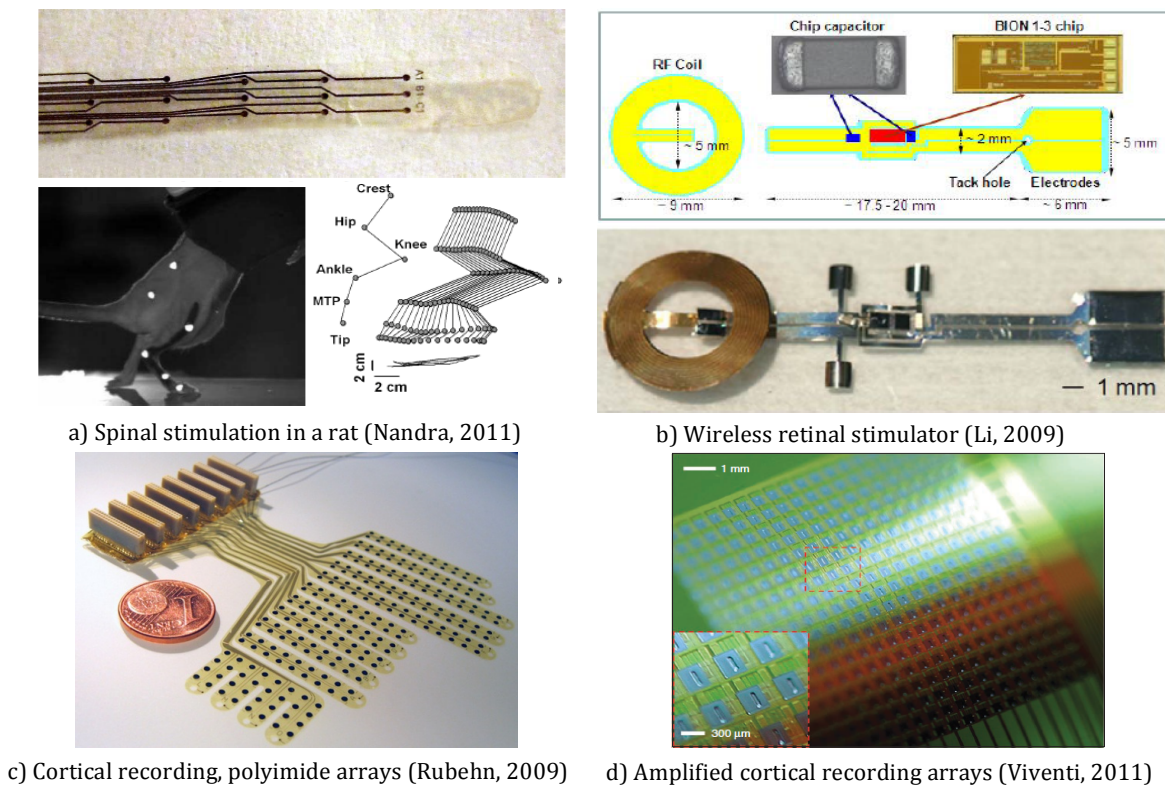 A1 B1 C1
Crest
Hip
Knee
Ankle
MTP
Tip
2 cm
2 cm
a) Spinal stimulation in a rat (Nandra, 2011)
Chip capacitor
BION 1-3 chip
RF Coil
~ 5 mm
~ 2 mm
~ 5 mm
Tack hole
Electrodes
~ 9 mm
~ 17.5 - 20 mm
~ 6 mm
1 mm
b) Wireless retinal stimulator (Li, 2009)
1
c) Cortical recording, polyimide arrays (Rubehn, 2009)
1 mm
300 µm
d) Amplified cortical recording arrays (Viventi, 2011)